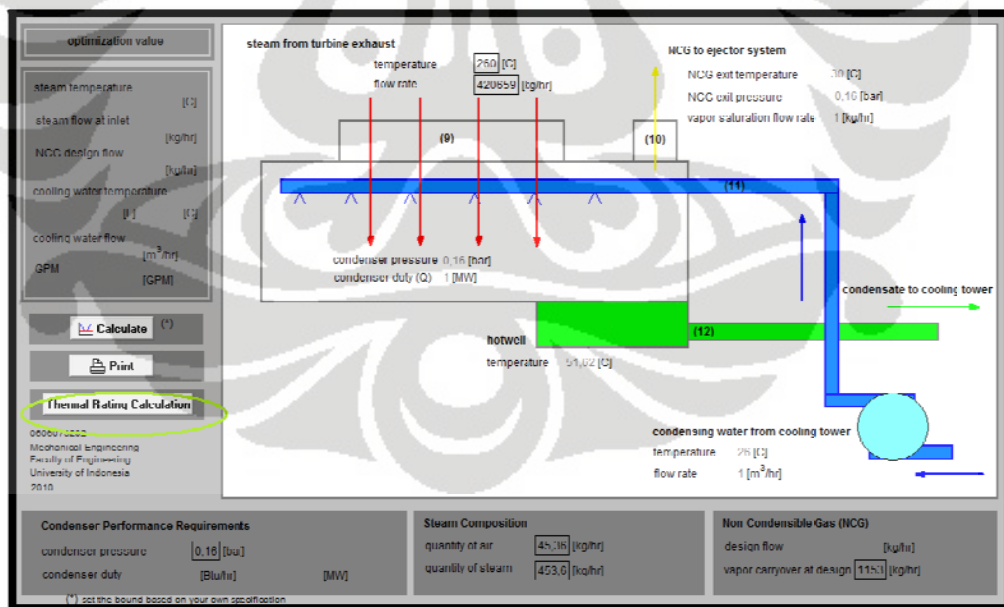 optimization value
steam temperature
[C]
steam flow at inlet
[kg/hr]
NCG design flow
[kg/hr]
cooling water temperature
[C]
cooling water flow
[m³/hr]
GPM
[GPM]
Calculate (*)
Print
Thermal Rating Calculation
Mechanical Engineering
Faculty of Engineering
University of Indonesia
2010
steam from turbine exhaust
temperature 260 [C]
flow rate 420659 [kg/hr]
NCG to ejector system
NCG exit temperature 30 [C]
NCG exit pressure 0,16 [bar]
vapor saturation flow rate 1 [kg/hr]
(9)
(10)
(11)
condenser pressure 0,16 [bar]
condenser duty (Q) 1 [MW]
condensate to cooling tower
(12)
hotwell
temperature 51,62 [C]
condensing water from cooling tower
temperature 26 [C]
flow rate 1 [m³/hr]
Condenser Performance Requirements
condenser pressure 0,16 [bar]
condenser duty [Btu/hr] [MW]
(*) set the bound based on your own specification
Steam Composition
quantity of air 45,36 [kg/hr]
quantity of steam 453,6 [kg/hr]
Non Condensible Gas (NCG)
design flow [kg/hr]
vapor carryover at design 1153 [kg/hr]